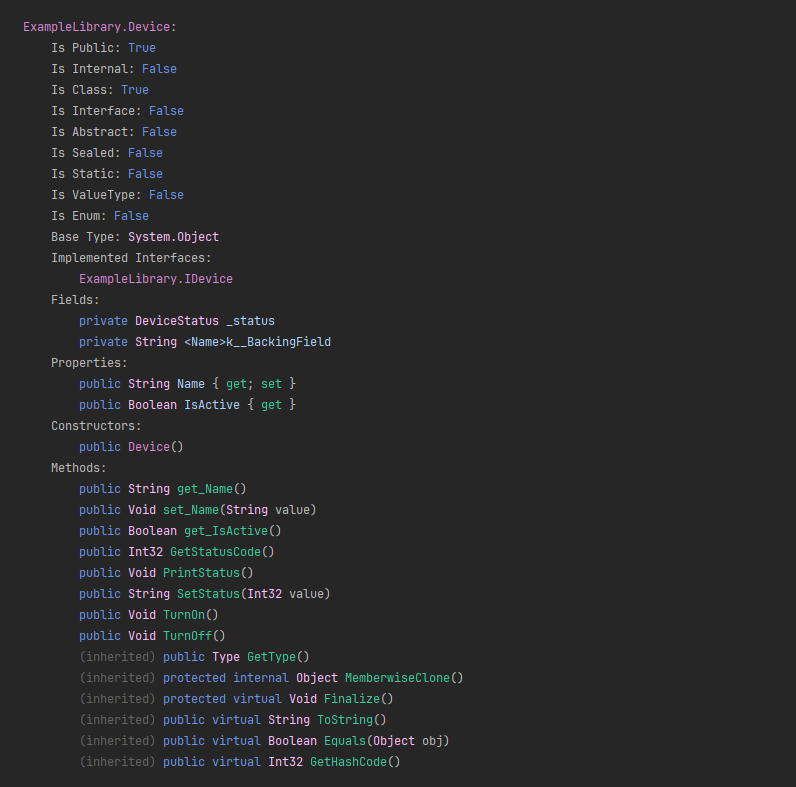 ExampleLibrary.Device:
Is Public: True
Is Internal: False
Is Class: True
Is Interface: False
Is Abstract: False
Is Sealed: False
Is Static: False
Is ValueType: False
Is Enum: False
Base Type: System.Object
Implemented Interfaces:
ExampleLibrary.IDevice
Fields:
private DeviceStatus _status
private String <Name>k__BackingField
Properties:
public String Name { get; set }
public Boolean IsActive { get }
Constructors:
public Device()
Methods:
public String get_Name()
public Void set_Name(String value)
public Boolean get_IsActive()
public Int32 GetStatusCode()
public Void PrintStatus()
public String SetStatus(Int32 value)
public Void TurnOn()
public Void TurnOff()
(inherited) public Type GetType()
(inherited) protected internal Object MemberwiseClone()
(inherited) protected virtual Void Finalize()
(inherited) public virtual String ToString()
(inherited) public virtual Boolean Equals(Object obj)
(inherited) public virtual Int32 GetHashCode()